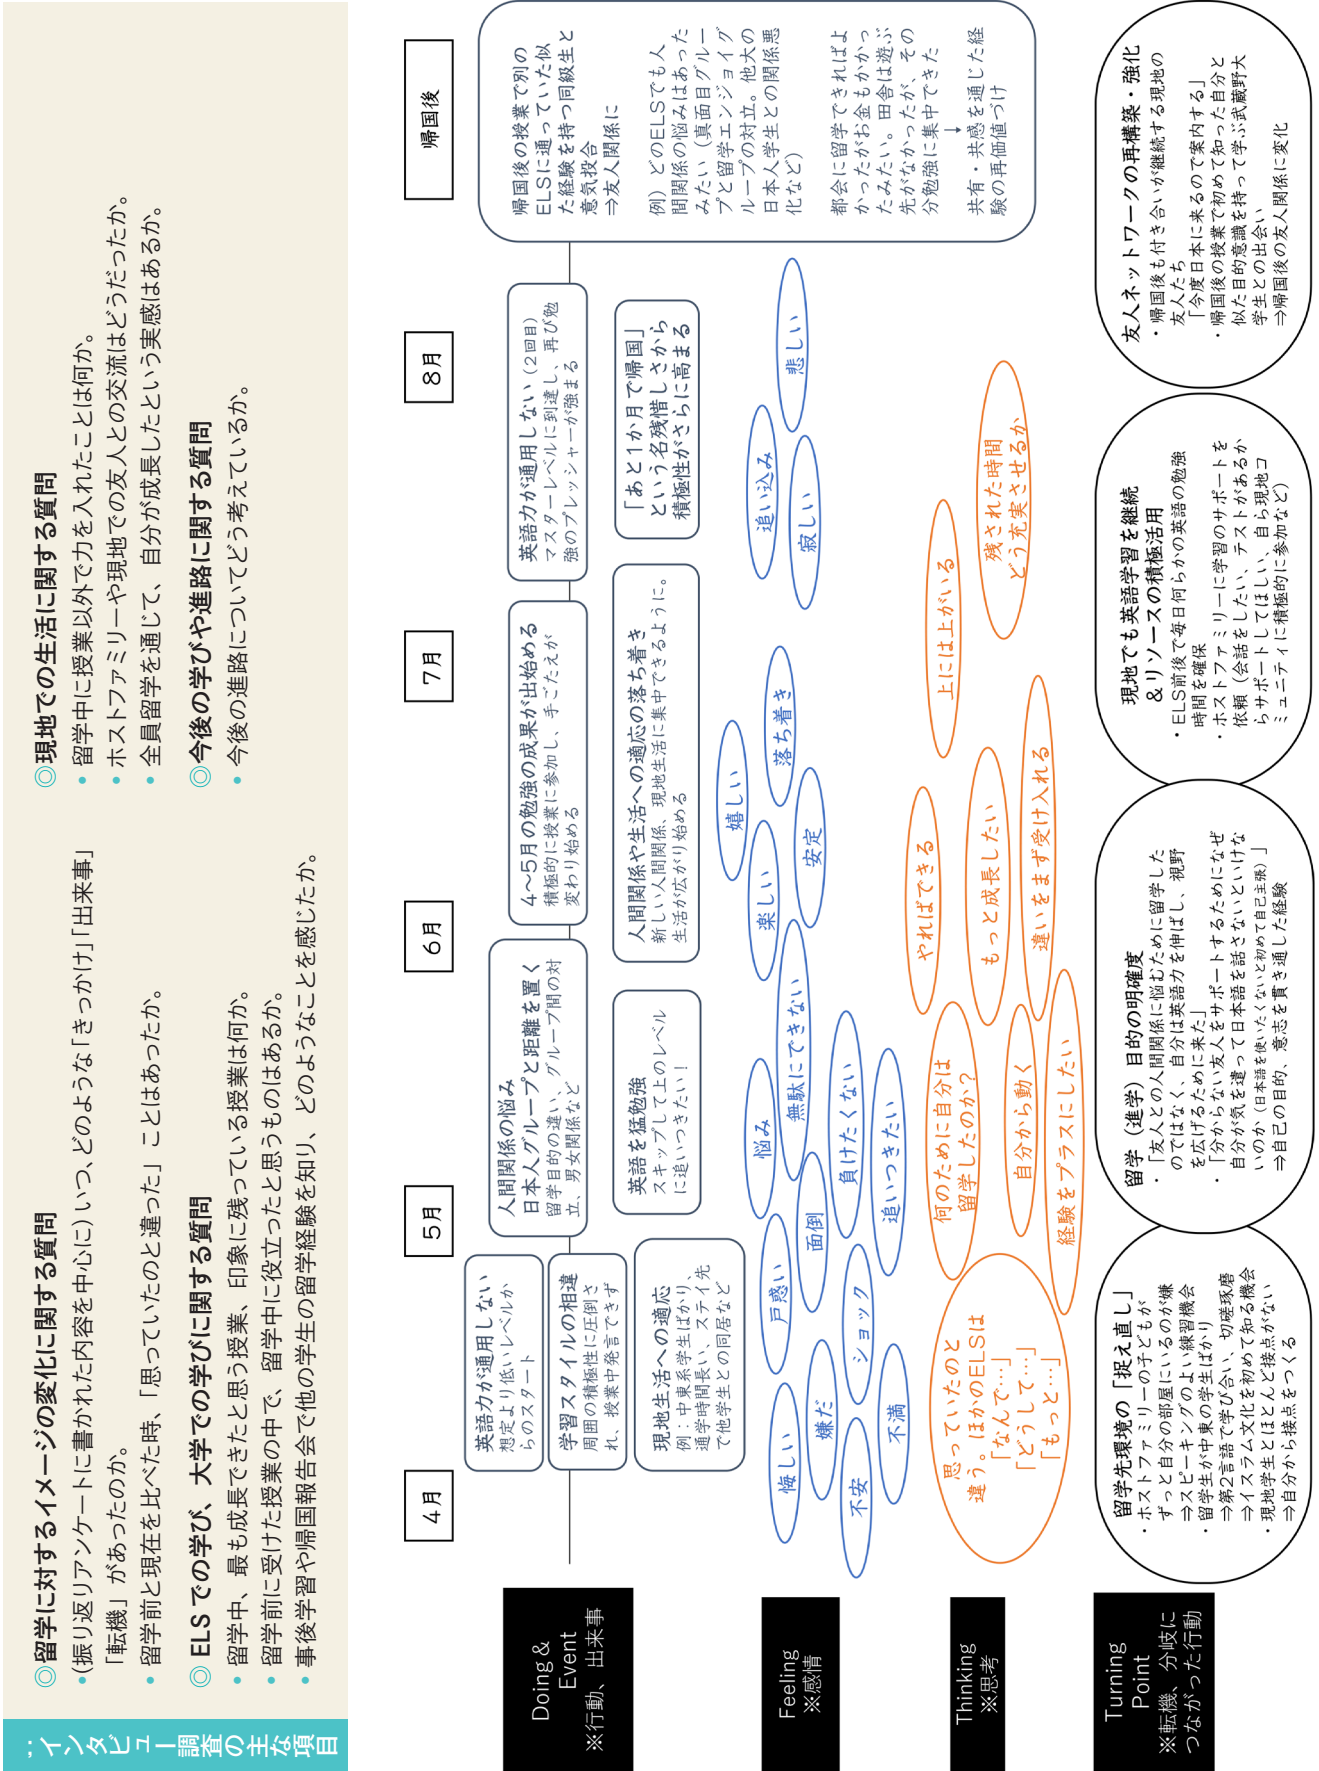 ∴インタビュー調査の主な項目
◎留学に対するイメージの変化に関する質問
・(振り返りアンケートに書かれた内容を中心に)いつ、どのような「きっかけ」「出来事」
「転機」があったのか。
・留学前と現在を比べた時、「思っていたのと違った」ことはあったか。
◎ELSでの学び、大学での学びに関する質問
・留学中、最も成長できたと思う授業、印象に残っている授業は何か。
・留学前に受けた授業の中で、留学中に役立ったと思うものはあるか。
・事後学習や帰国報告会で他の学生の留学経験を知り、どのようなことを感じたか。
◎現地での生活に関する質問
・留学中に授業以外で力を入れたことは何か。
・ホストファミリーや現地での友人との交流はどうだったか。
・全員留学を通じて、自分が成長したという実感はあるか。
◎今後の学びや進路に関する質問
・今後の進路についてどう考えているか。
4月
5月
6月
7月
8月
帰国後
Doing &
Event
※行動、出来事
英語力が通用しない
想定より低いレベルか
らのスタート
学習スタイルの相違
周囲の積極性に圧倒さ
れ、授業中発言できず
現地生活への適応
例：中東系学生ばかり、
通学時間長い、ステイ先
で他学生との同居など
人間関係の悩み
日本人グループと距離を置く
留学目的の違い、グループ間の対
立、男女関係など
英語を猛勉強
スキップして上のレベル
に追いつきたい！
4～5月の勉強の成果が出始める
積極的に授業に参加し、手ごたえが
変わり始める
人間関係や生活への適応の落ち着き
新しい人間関係、現地生活に集中できるように。
生活が広がり始める
英語力が通用しない（2回目）
マスターレベルに到達し、再び勉
強のプレッシャーが強まる
「あと1か月で帰国」
という名残惜しさから
積極性がさらに高まる
帰国後の授業で別の
ELSに通っていた似
た経験を持つ同級生と
意気投合
⇒友人関係に
例）どのELSでも人
間関係の悩みはあった
みたい（真面目グルー
プと留学エンジョイグ
ループの対立。他大の
日本人学生との関係悪
化など）
都会に留学できればよ
かったがお金もかかっ
たみたい。田舎は遊ぶ
先がなかったが、その
分勉強に集中できた
↓
共有・共感を通じた経
験の再価値づけ
Feeling
※感情
悔しい
嫌だ
不安
不満
戸惑い
ショック
面倒
悩み
無駄にできない
負けたくない
追いつきたい
楽しい
嬉しい
安定
落ち着き
追い込み
寂しい
悲しい
Thinking
※思考
思っていたのと
違う。ほかのELSは
「なんで…」
「どうして…」
「もっと…」
何のために自分は
留学したのか?
自分から動く
経験をプラスにしたい
やればできる
もっと成長したい
違いをまず受け入れる
上には上がいる
残された時間
どう充実させるか
Turning
Point
※転機、分岐に
つながった行動
留学先環境の「捉え直し」
・ホストファミリーの子どもが
ずっと自分の部屋にいるのが嫌
⇒スピーキングのよい練習機会
・留学生が中東の学生ばかり
⇒第2言語で学び合い、切磋琢磨
⇒イスラム文化を初めて知る機会
・現地学生とほとんど接点がない
⇒自分から接点をつくる
留学（進学）目的の明確度
・「友人との人間関係に悩むために留学した
のではなく、自分は英語力を伸ばし、視野
を広げるために来た」
・「分からない友人をサポートするためになぜ
自分が気を遣って日本語を話さないといけな
いのか（日本語を使いたくないと初めて自己主張）」
⇒自己の目的、意志を貫き通した経験
現地でも英語学習を継続
＆リソースの積極活用
・ELS前後で毎日何らかの英語の勉強
時間を確保
・ホストファミリーに学習のサポートを
依頼（会話をしたい、テストがあるか
らサポートしてほしい、自ら現地コ
ミュニティに積極的に参加など）
友人ネットワークの再構築・強化
・帰国後も付き合いが継続する現地の
友人たち
「今度日本に来るので案内する」
・帰国後の授業で初めて知った自分と
似た目的意識を持って学ぶ武蔵野大
学生との出会い
⇒帰国後の友人関係に変化